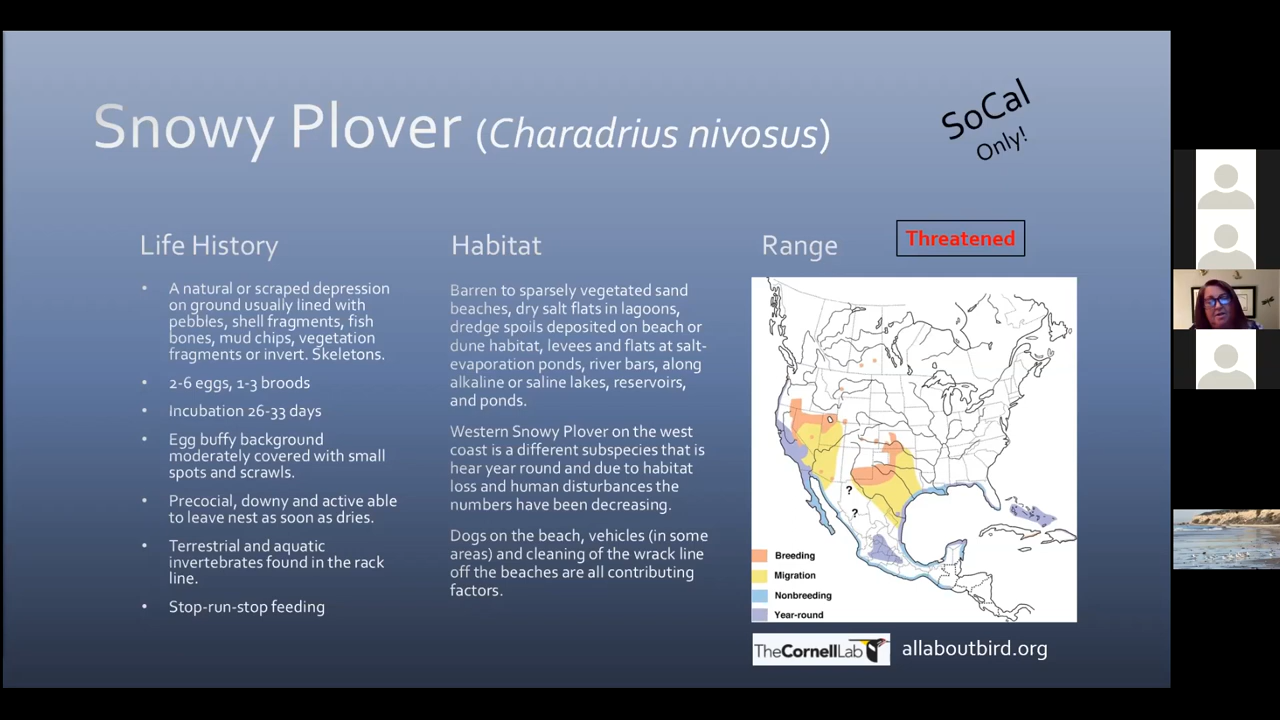 Snowy Plover (Charadrius nivosus)
SoCal
Only!
Life History
• A natural or scraped depression
on ground usually lined with
pebbles, shell fragments, fish
bones, mud chips, vegetation
fragments or invert. Skeletons.
• 2-6 eggs, 1-3 broods
• Incubation 26-33 days
• Egg buffy background
moderately covered with small
spots and scrawls.
• Precocial, downy and active able
to leave nest as soon as dries.
• Terrestrial and aquatic
invertebrates found in the rack
line.
• Stop-run-stop feeding
Habitat
Barren to sparsely vegetated sand
beaches, dry salt flats in lagoons,
dredge spoils deposited on beach or
dune habitat, levees and flats at salt-
evaporation ponds, river bars, along
alkaline or saline lakes, reservoirs,
and ponds.
Western Snowy Plover on the west
coast is a different subspecies that is
hear year round and due to habitat
loss and human disturbances the
numbers have been decreasing.
Dogs on the beach, vehicles (in some
areas) and cleaning of the wrack line
off the beaches are all contributing
factors.
Range
Threatened
?
?
Breeding
Migration
Nonbreeding
Year-round
TheCornellLab
allaboutbird.org